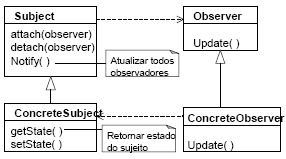 Subject
attach(observer)
detach(observer)
Notify( )
Atualizar todos
observadores
Observer
Update( )
ConcreteSubject
getState( )
setState( )
Retornar estado
do sujeito
ConcreteObserver
Update( )